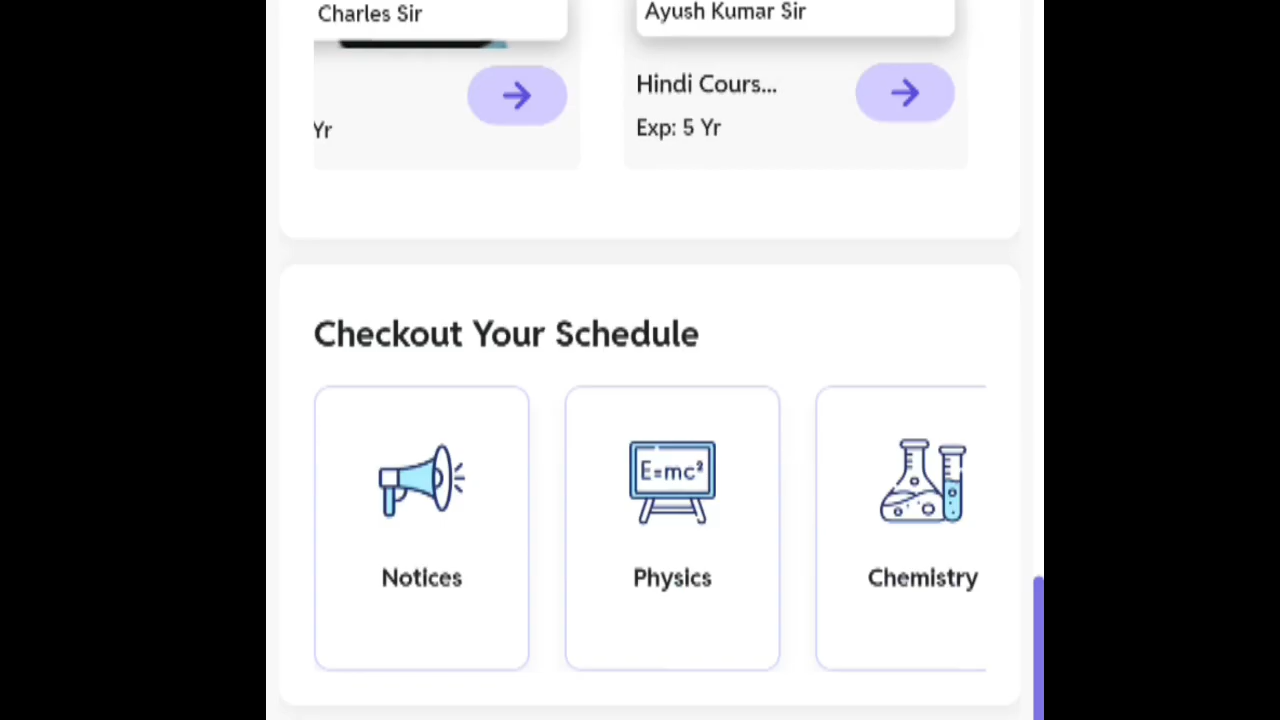 Charles Sir
Ayush Kumar Sir
Hindi Cours...
Yr
Exp: 5 Yr
Checkout Your Schedule
E=mc²
Notices
Physics
Chemistry